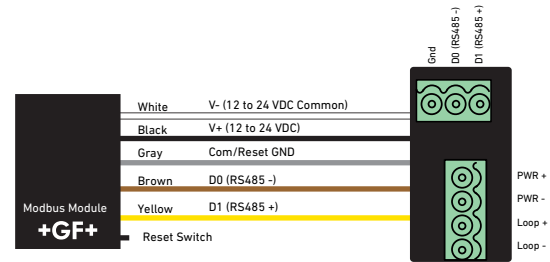 Gnd
D0 (RS485 -)
D1 (RS485 +)
White V- (12 to 24 VDC Common)
Black V+ (12 to 24 VDC)
Gray Com/Reset GND
Brown D0 (RS485 -)
Yellow D1 (RS485 +)
Reset Switch
Modbus Module
+GF+
PWR +
PWR -
Loop +
Loop -